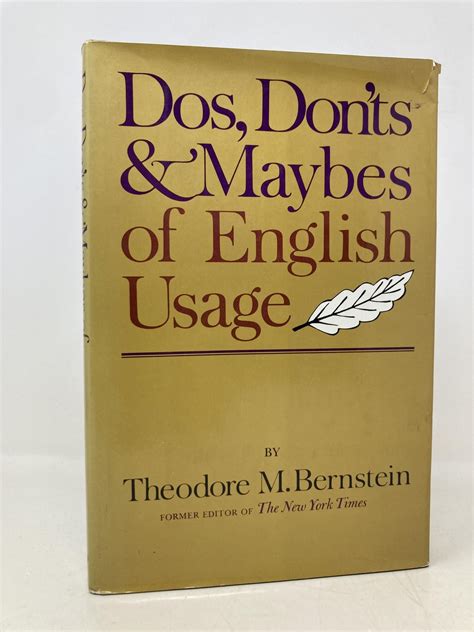 Dos, Don'ts
& Maybes
of English
Usage
BY
Theodore M. Bernstein
FORMER EDITOR OF The New York Times